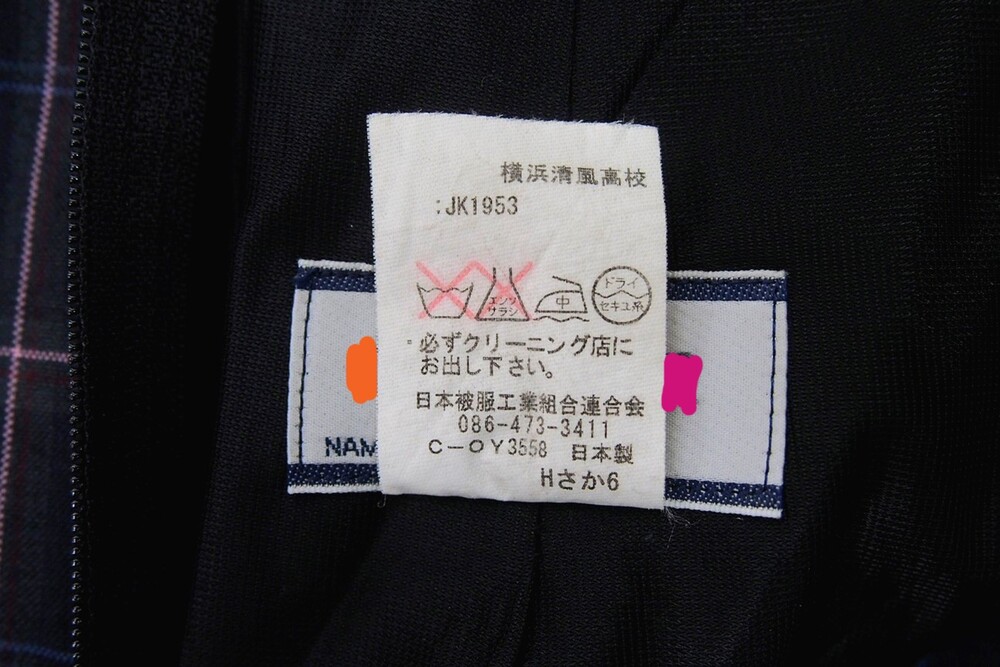 横浜清風高校
:JK1953
エンソ
サラシ
中
ドライ
セキユ系
必ずクリーニング店に
お出し下さい。
日本被服工業組合連合会
086-473-3411
C-OY3558 日本製
Hさか6
NAM